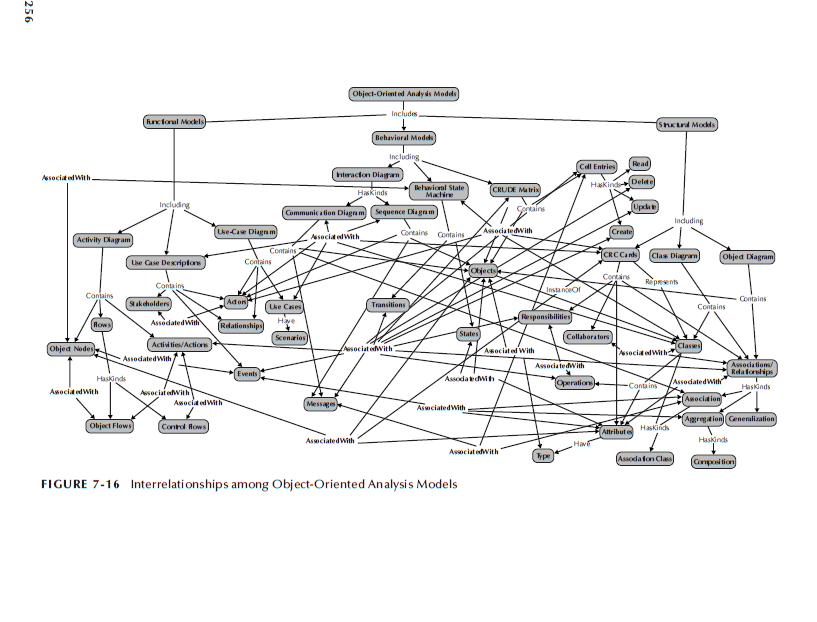 256
Object-Oriented Analysis Models
Functional Models
Includes
Structural Models
Behavioral Models
Including
Cell Entries
Read
Interaction Diagram
AssociatedWith
HasKinds
Delete
Behavioral State
Machine
CRUDE Matrix
HasKinds
Including
Communication Diagram
Sequence Diagram
Contains
Update
Including
Use-Case Diagram
Contains
Contains
AssociatedWith
Create
Activity Diagram
AssociatedWith
Contains
CRC Cards
Class Diagram
Object Diagram
Use Case Descriptions
Contains
Objects
Contains
Represents
Contains
InstanceOf
Contains
Contains
Stakeholders
Actors
Use Cases
Transitions
Contains
Flows
AssociatedWith
Relationships
Have
Responsibilities
Scenarios
States
Collaborators
Object Nodes
Activities/Actions
AssociatedWith
AssociatedWith
AssociatedWith
Classes
AssociatedWith
Events
AssociatedWith
Associations/
Relationships
HasKinds
AssociatedWith
Operations
Contains
AssociatedWith
HasKinds
AssociatedWith
AssociatedWith
AssociatedWith
Messages
AssociatedWith
Association
Object Flows
Control Flows
Aggregation
Generalization
AssociatedWith
Attributes
HasKinds
HasKinds
AssociatedWith
Type
Have
Association Class
Composition
FIGURE 7-16 Interrelationships among Object-Oriented Analysis Models